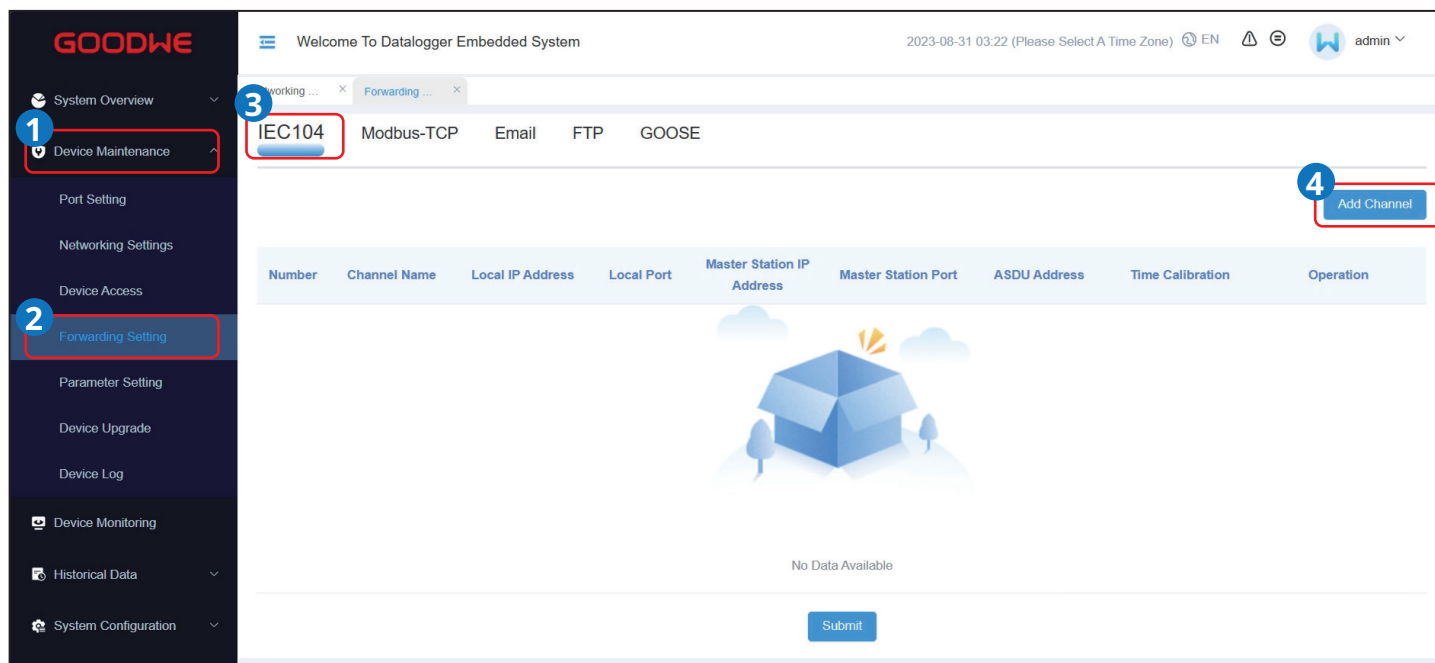 GOODWE
Welcome To Datalogger Embedded System
2023-08-31 03:22 (Please Select A Time Zone) EN
admin
System Overview
1
Device Maintenance
Port Setting
Networking Settings
Device Access
2
Forwarding Setting
Parameter Setting
Device Upgrade
Device Log
Device Monitoring
Historical Data
System Configuration
working ... × Forwarding ... ×
3
IEC104 Modbus-TCP Email FTP GOOSE
4
Add Channel
Number Channel Name Local IP Address Local Port Master Station IP Address Master Station Port ASDU Address Time Calibration Operation
No Data Available
Submit